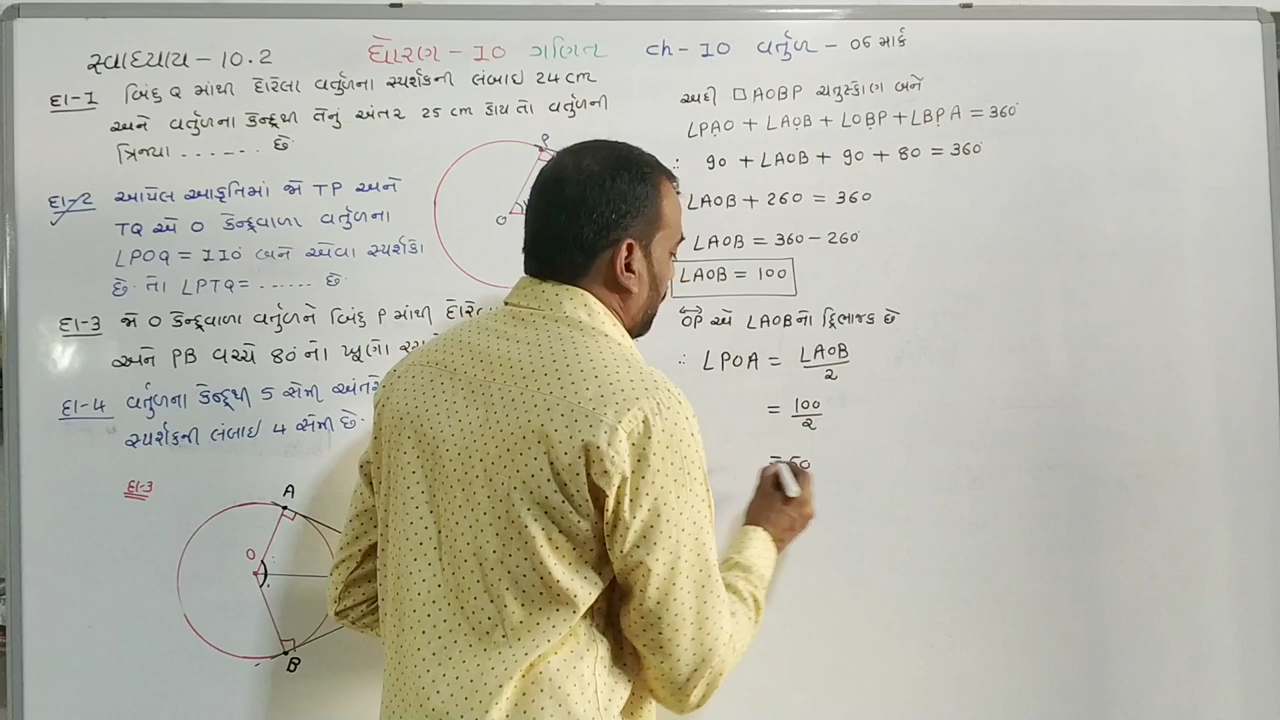 સ્વાધ્યાય - 10.2
ધોરણ - 10 ગણિત ch - 10 વર્તુળ - 06 માર્ક
દા-1 બિંદુ Q માંથી દોરેલા વર્તુળના સ્પર્શકની લંબાઇ 24 cm
અને વર્તુળના કેન્દ્રથી તેનું અંતર 25 cm હોય તો વર્તુળની
ત્રિજ્યા ...... છે.
દા-2 આપેલ આકૃતિમાં જો TP અને
TQ એ O કેન્દ્રવાળા વર્તુળના
∠POQ = 110° બને એવા સ્પર્શકો
છે. તો ∠PTQ = ...... છે.
દા-3 જો O કેન્દ્રવાળા વર્તુળને બિંદુ P માંથી
અને PB વચ્ચે 80° નો ખૂણો
દા-4 વર્તુળના કેન્દ્રથી 5 સેમી
સ્પર્શકની લંબાઇ 4 સેમી છે.
O
દા-3
A
O
B
અહી □AOBP ચતુષ્કોણ બને
∠PAO + ∠AOB + ∠OBP + ∠BPA = 360°
∴ 90 + ∠AOB + 90 + 80 = 360°
∠AOB + 260 = 360
∠AOB = 360 - 260°
∠AOB = 100
OP એ ∠AOB નો દ્વિભાજક છે
∴ ∠POA = ∠AOB / 2
= 100 / 2
= 50